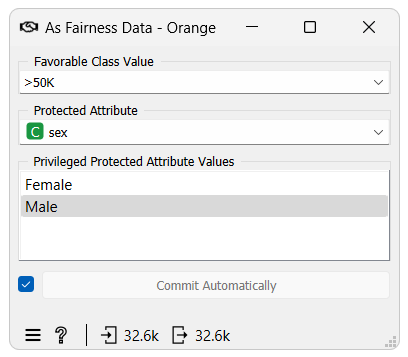 As Fairness Data - Orange
Favorable Class Value
>50K
Protected Attribute
C sex
Privileged Protected Attribute Values
Female
Male
Commit Automatically
? 32.6k 32.6k